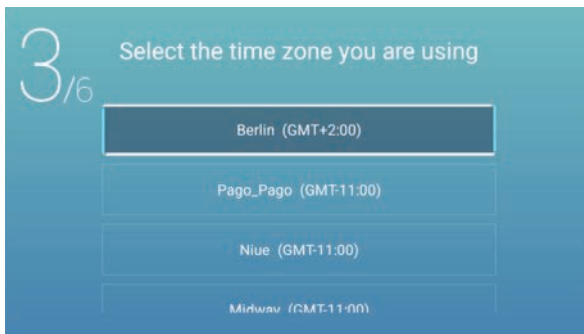 3/6
Select the time zone you are using
Berlin (GMT+2:00)
Pago_Pago (GMT-11:00)
Niue (GMT-11:00)
Midway (GMT-11:00)